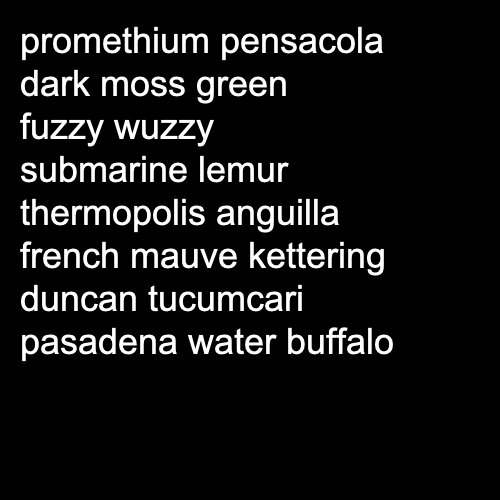 promethium pensacola
dark moss green
fuzzy wuzzy
submarine lemur
thermopolis anguilla
french mauve kettering
duncan tucumcari
pasadena water buffalo